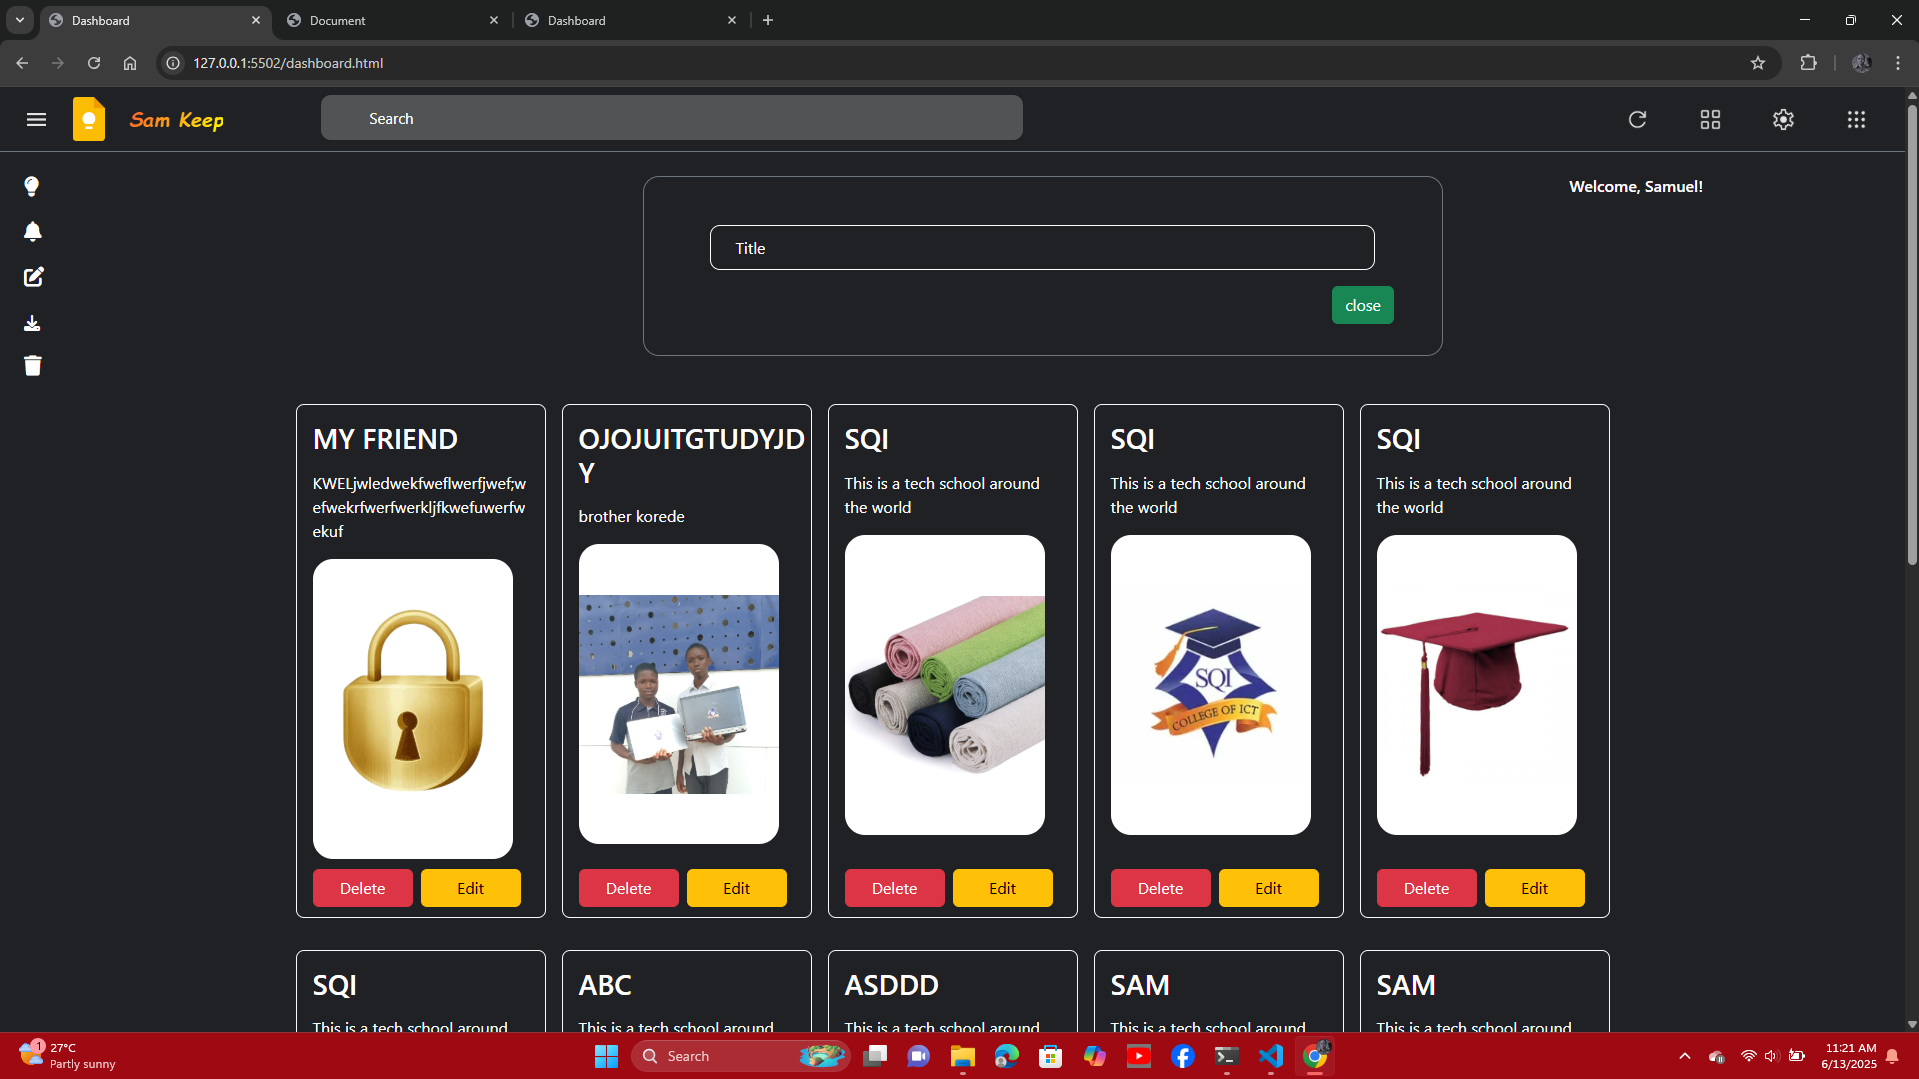 Dashboard
Document
Dashboard
127.0.0.1:5502/dashboard.html
Sam Keep
Search
Welcome, Samuel!
Title
close
MY FRIEND
KWELjwledwekfweflwerfjwef;w
efwekrfwerfwerkljfkwefuwerfw
ekuf
Delete
Edit
OJOJUITGTUDYJD
Y
brother korede
Delete
Edit
SQI
This is a tech school around
the world
Delete
Edit
SQI
This is a tech school around
the world
SQI
COLLEGE OF ICT
Delete
Edit
SQI
This is a tech school around
the world
Delete
Edit
SQI
This is a tech school around
ABC
This is a tech school around
ASDDD
This is a tech school around
SAM
This is a tech school around
SAM
This is a tech school around
1
27°C
Partly sunny
Search
11:21 AM
6/13/2025